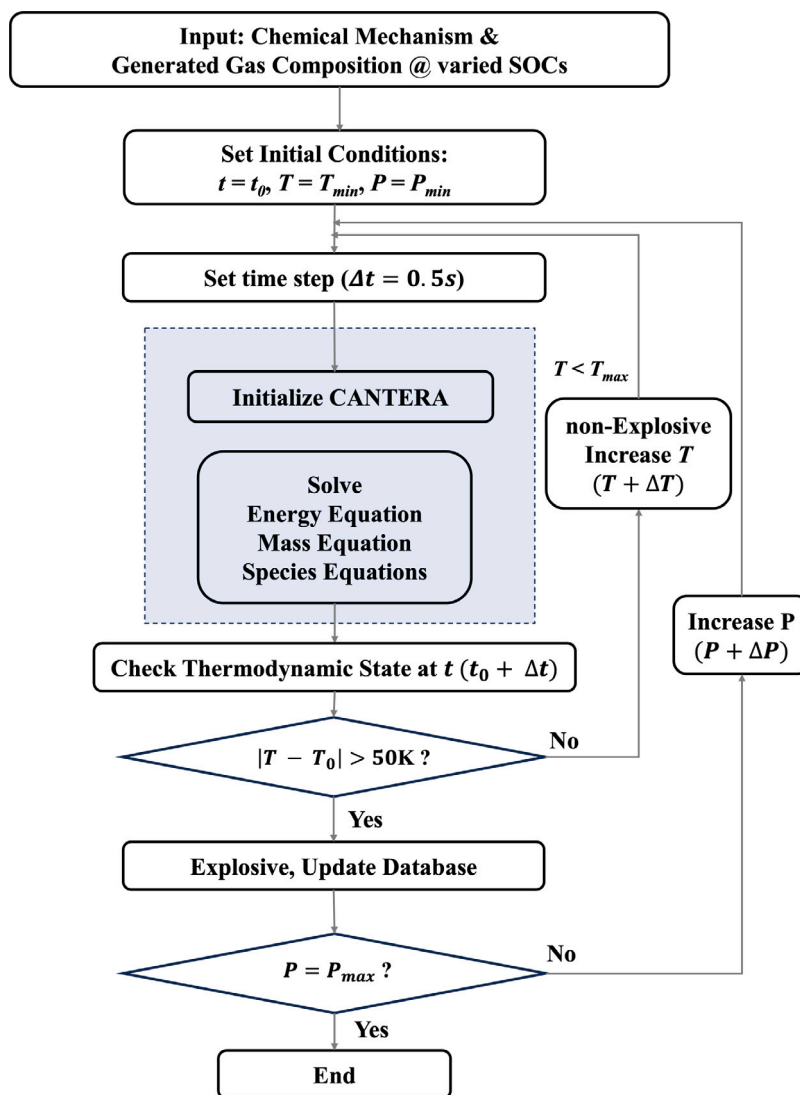 Input: Chemical Mechanism &
Generated Gas Composition @ varied SOCs
Set Initial Conditions:
t = t₀, T = Tₘᵢₙ, P = Pₘᵢₙ
Set time step (Δt = 0.5s)
T < Tₘₐₓ
Initialize CANTERA
non-Explosive
Increase T
(T + ΔT)
Solve
Energy Equation
Mass Equation
Species Equations
Increase P
(P + ΔP)
Check Thermodynamic State at t (t₀ + Δt)
|T − T₀| > 50K ?
No
Yes
Explosive, Update Database
P = Pₘₐₓ ?
No
Yes
End